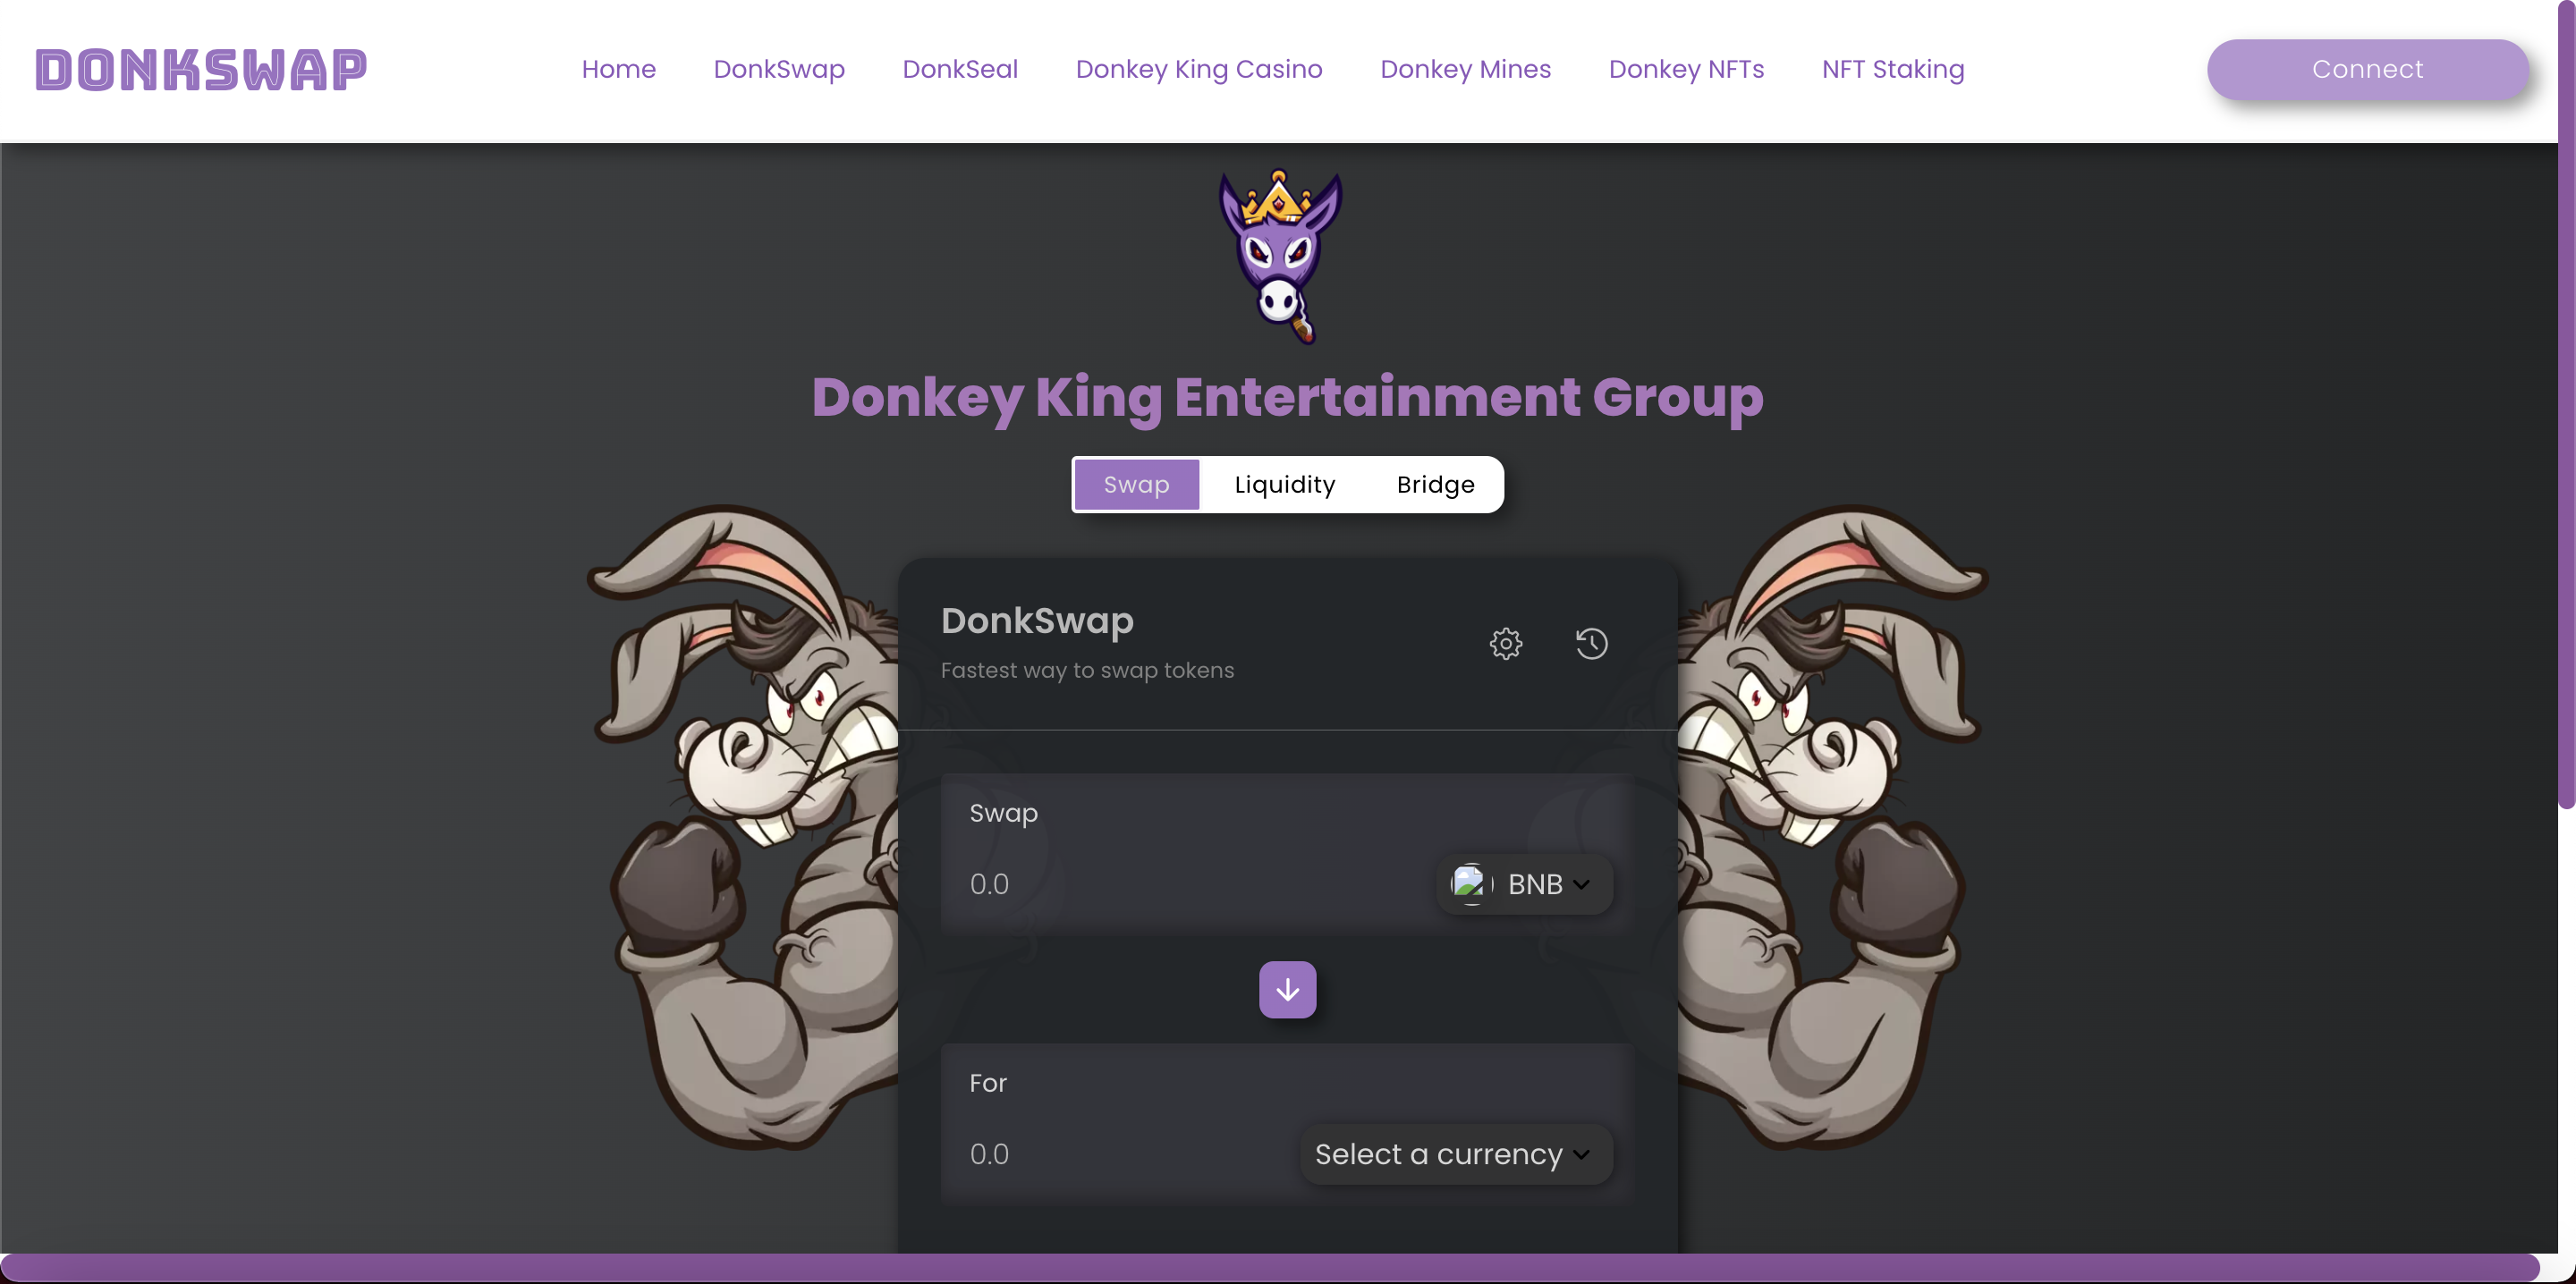 DONKSWAP
Home DonkSwap DonkSeal Donkey King Casino Donkey Mines Donkey NFTs NFT Staking
Connect
Donkey King Entertainment Group
Swap Liquidity Bridge
DonkSwap
Fastest way to swap tokens
Swap
0.0 BNB
For
0.0 Select a currency